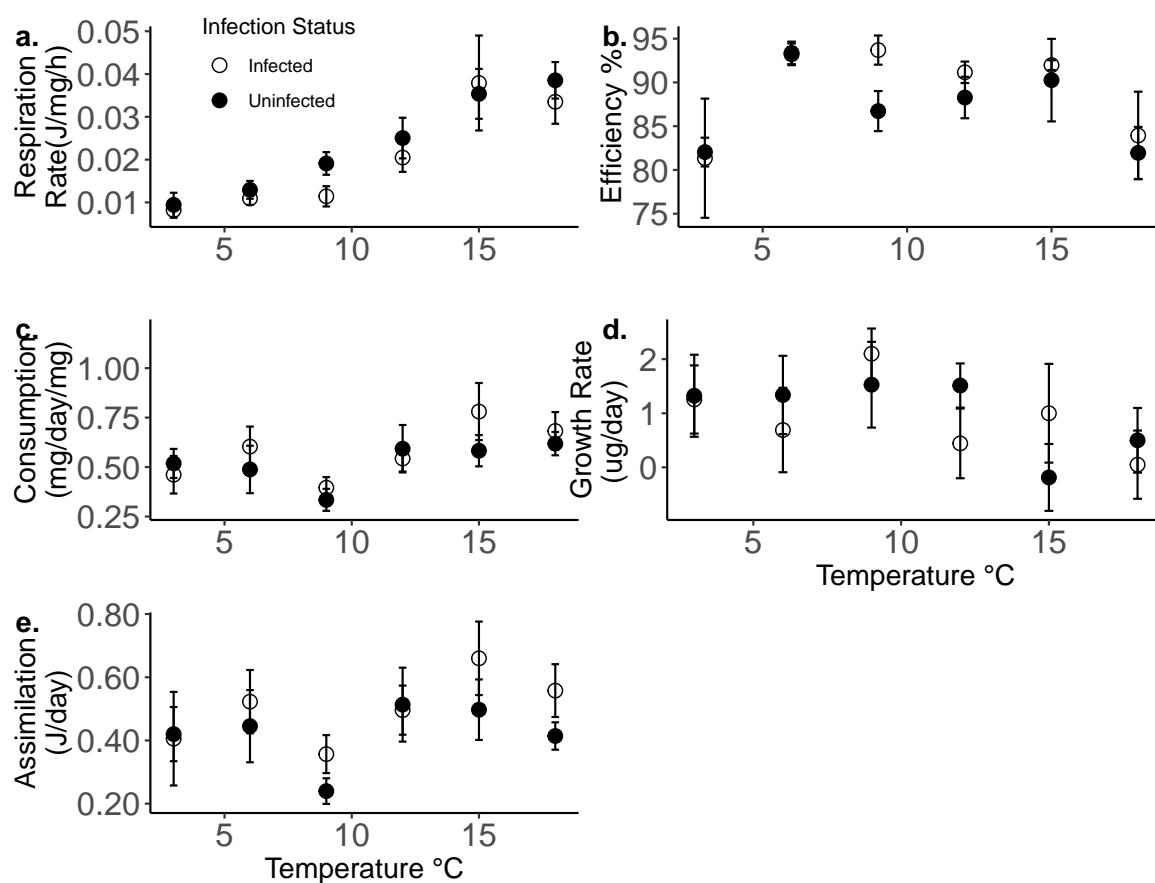 a.
Infection Status
Infected
Uninfected
Respiration
Rate(J/mg/h)
0.05
0.04
0.03
0.02
0.01
5
10
15
b.
Efficiency %
95
90
85
80
75
5
10
15
c.
Consumption
(mg/day/mg)
1.00
0.75
0.50
0.25
5
10
15
d.
Growth Rate
(ug/day)
2
1
0
5
10
15
Temperature °C
e.
Assimilation
(J/day)
0.80
0.60
0.40
0.20
5
10
15
Temperature °C